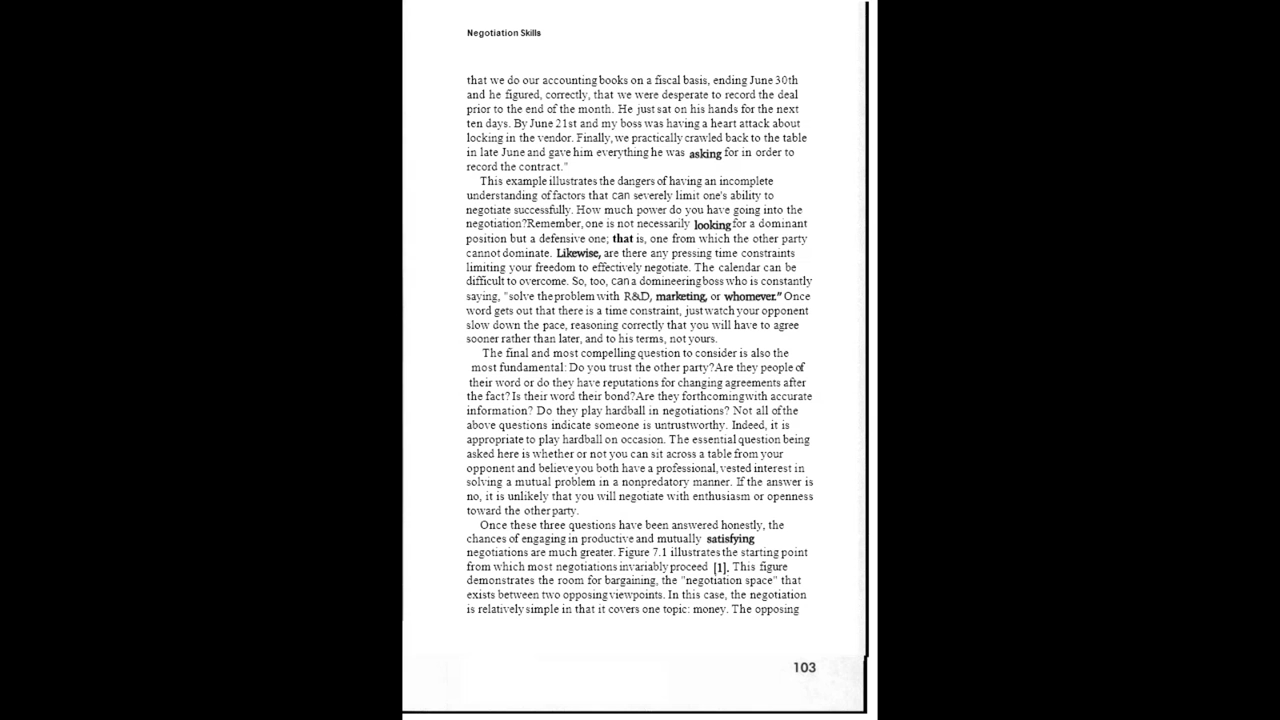 Negotiation Skills
that we do our accounting books on a fiscal basis, ending June 30th
and he figured, correctly, that we were desperate to record the deal
prior to the end of the month. He just sat on his hands for the next
ten days. By June 21st and my boss was having a heart attack about
locking in the vendor. Finally, we practically crawled back to the table
in late June and gave him everything he was asking for in order to
record the contract."
This example illustrates the dangers of having an incomplete
understanding of factors that can severely limit one's ability to
negotiate successfully. How much power do you have going into the
negotiation?Remember, one is not necessarily looking for a dominant
position but a defensive one; that is, one from which the other party
cannot dominate. Likewise, are there any pressing time constraints
limiting your freedom to effectively negotiate. The calendar can be
difficult to overcome. So, too, can a domineering boss who is constantly
saying, "solve the problem with R&D, marketing, or whomever." Once
word gets out that there is a time constraint, just watch your opponent
slow down the pace, reasoning correctly that you will have to agree
sooner rather than later, and to his terms, not yours.
The final and most compelling question to consider is also the
most fundamental: Do you trust the other party?Are they people of
their word or do they have reputations for changing agreements after
the fact? Is their word their bond?Are they forthcoming with accurate
information? Do they play hardball in negotiations? Not all of the
above questions indicate someone is untrustworthy. Indeed, it is
appropriate to play hardball on occasion. The essential question being
asked here is whether or not you can sit across a table from your
opponent and believe you both have a professional, vested interest in
solving a mutual problem in a nonpredatory manner. If the answer is
no, it is unlikely that you will negotiate with enthusiasm or openness
toward the other party.
Once these three questions have been answered honestly, the
chances of engaging in productive and mutually satisfying
negotiations are much greater. Figure 7.1 illustrates the starting point
from which most negotiations invariably proceed [1]. This figure
demonstrates the room for bargaining, the "negotiation space" that
exists between two opposing viewpoints. In this case, the negotiation
is relatively simple in that it covers one topic: money. The opposing
103